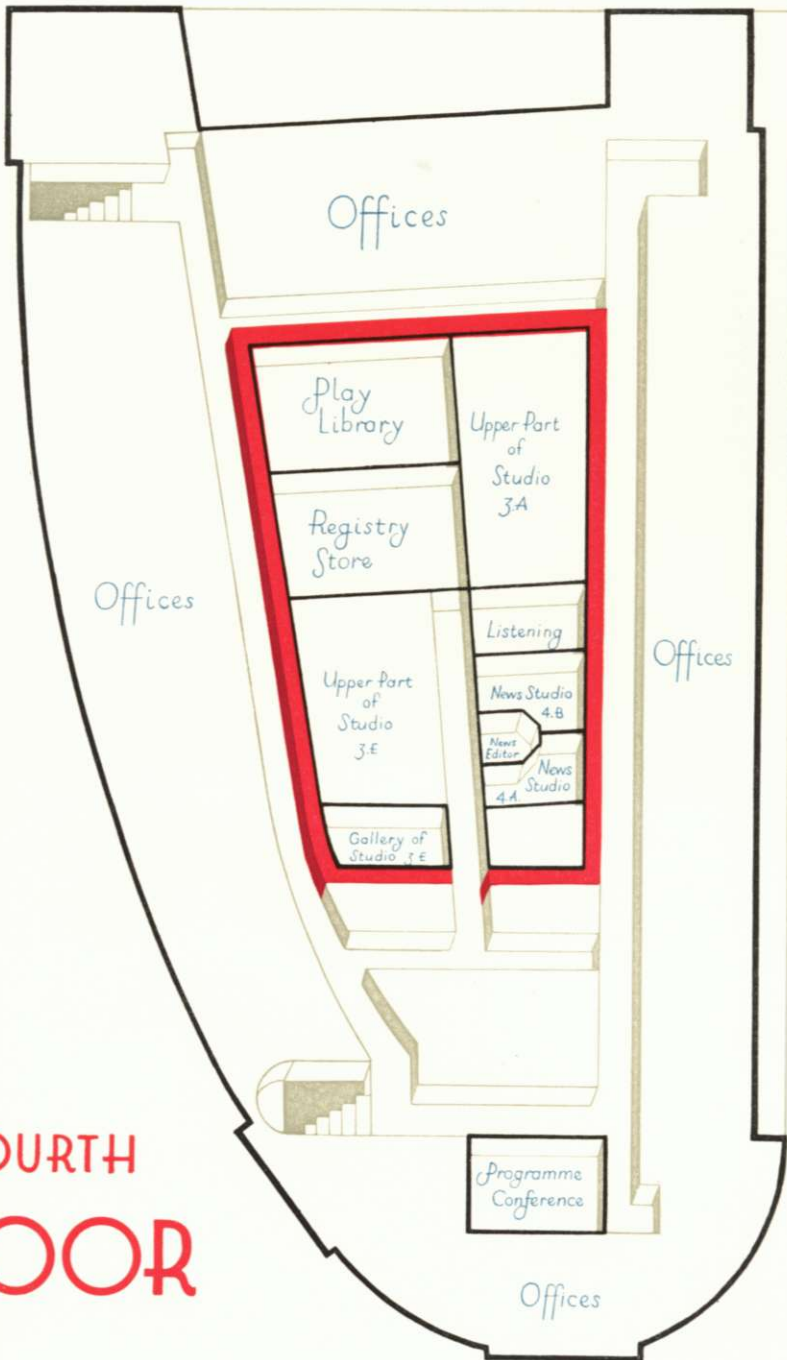 Offices
Play
Library
Upper Part
of
Studio
3.A
Registry
Store
Offices
Listening
Offices
Upper Part
of
Studio
3.E
News Studio
4.B
News
Editor
News
Studio
4.A.
Gallery of
Studio 3.E
OURTH
OOR
Programme
Conference
Offices